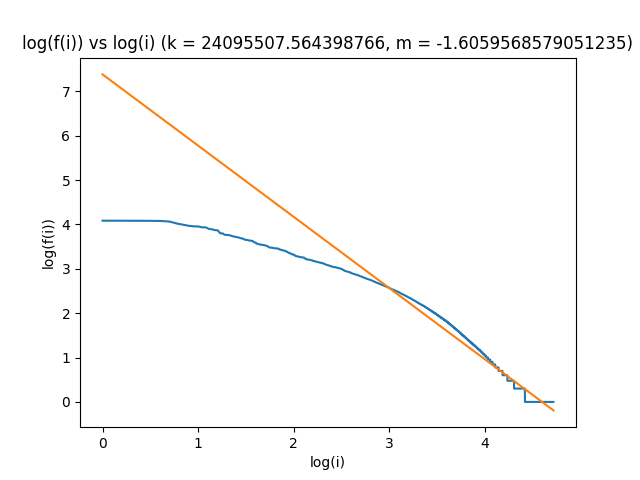 log(f(i)) vs log(i) (k = 24095507.564398766, m = -1.6059568579051235)
7
6
5
4
3
2
1
0
log(f(i))
0 1 2 3 4
log(i)